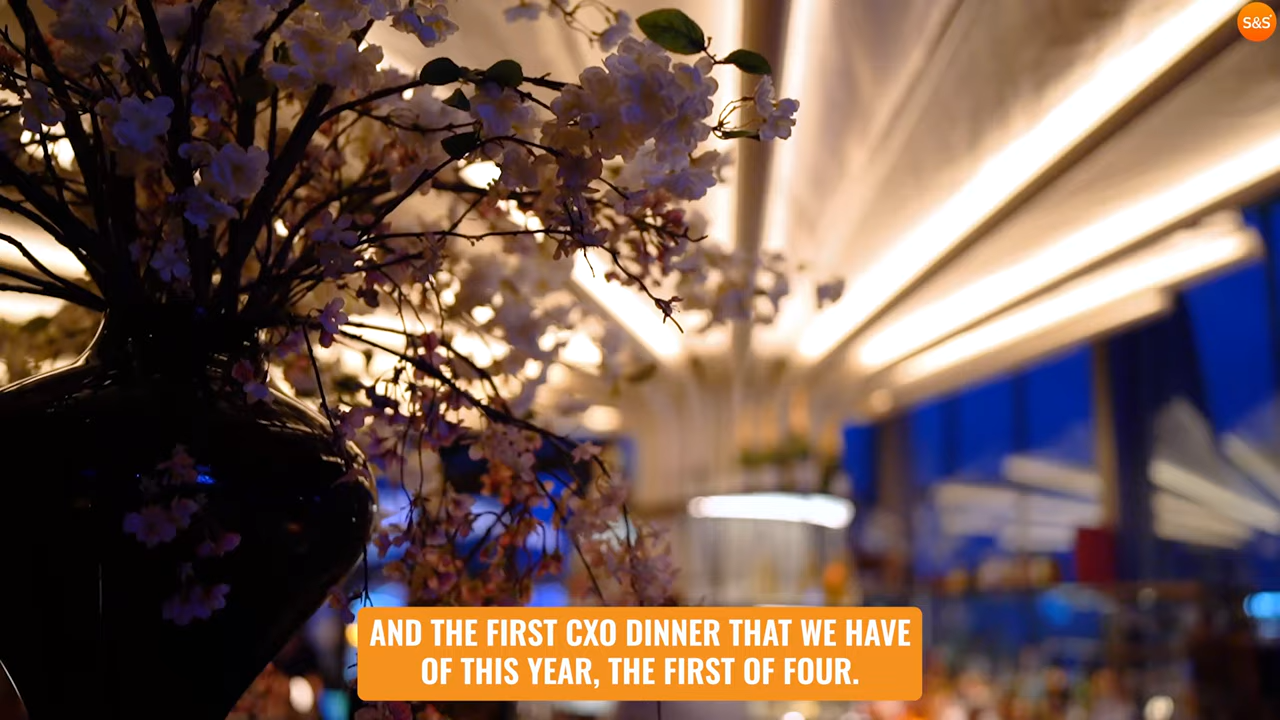 S&S
AND THE FIRST CXO DINNER THAT WE HAVE
OF THIS YEAR, THE FIRST OF FOUR.